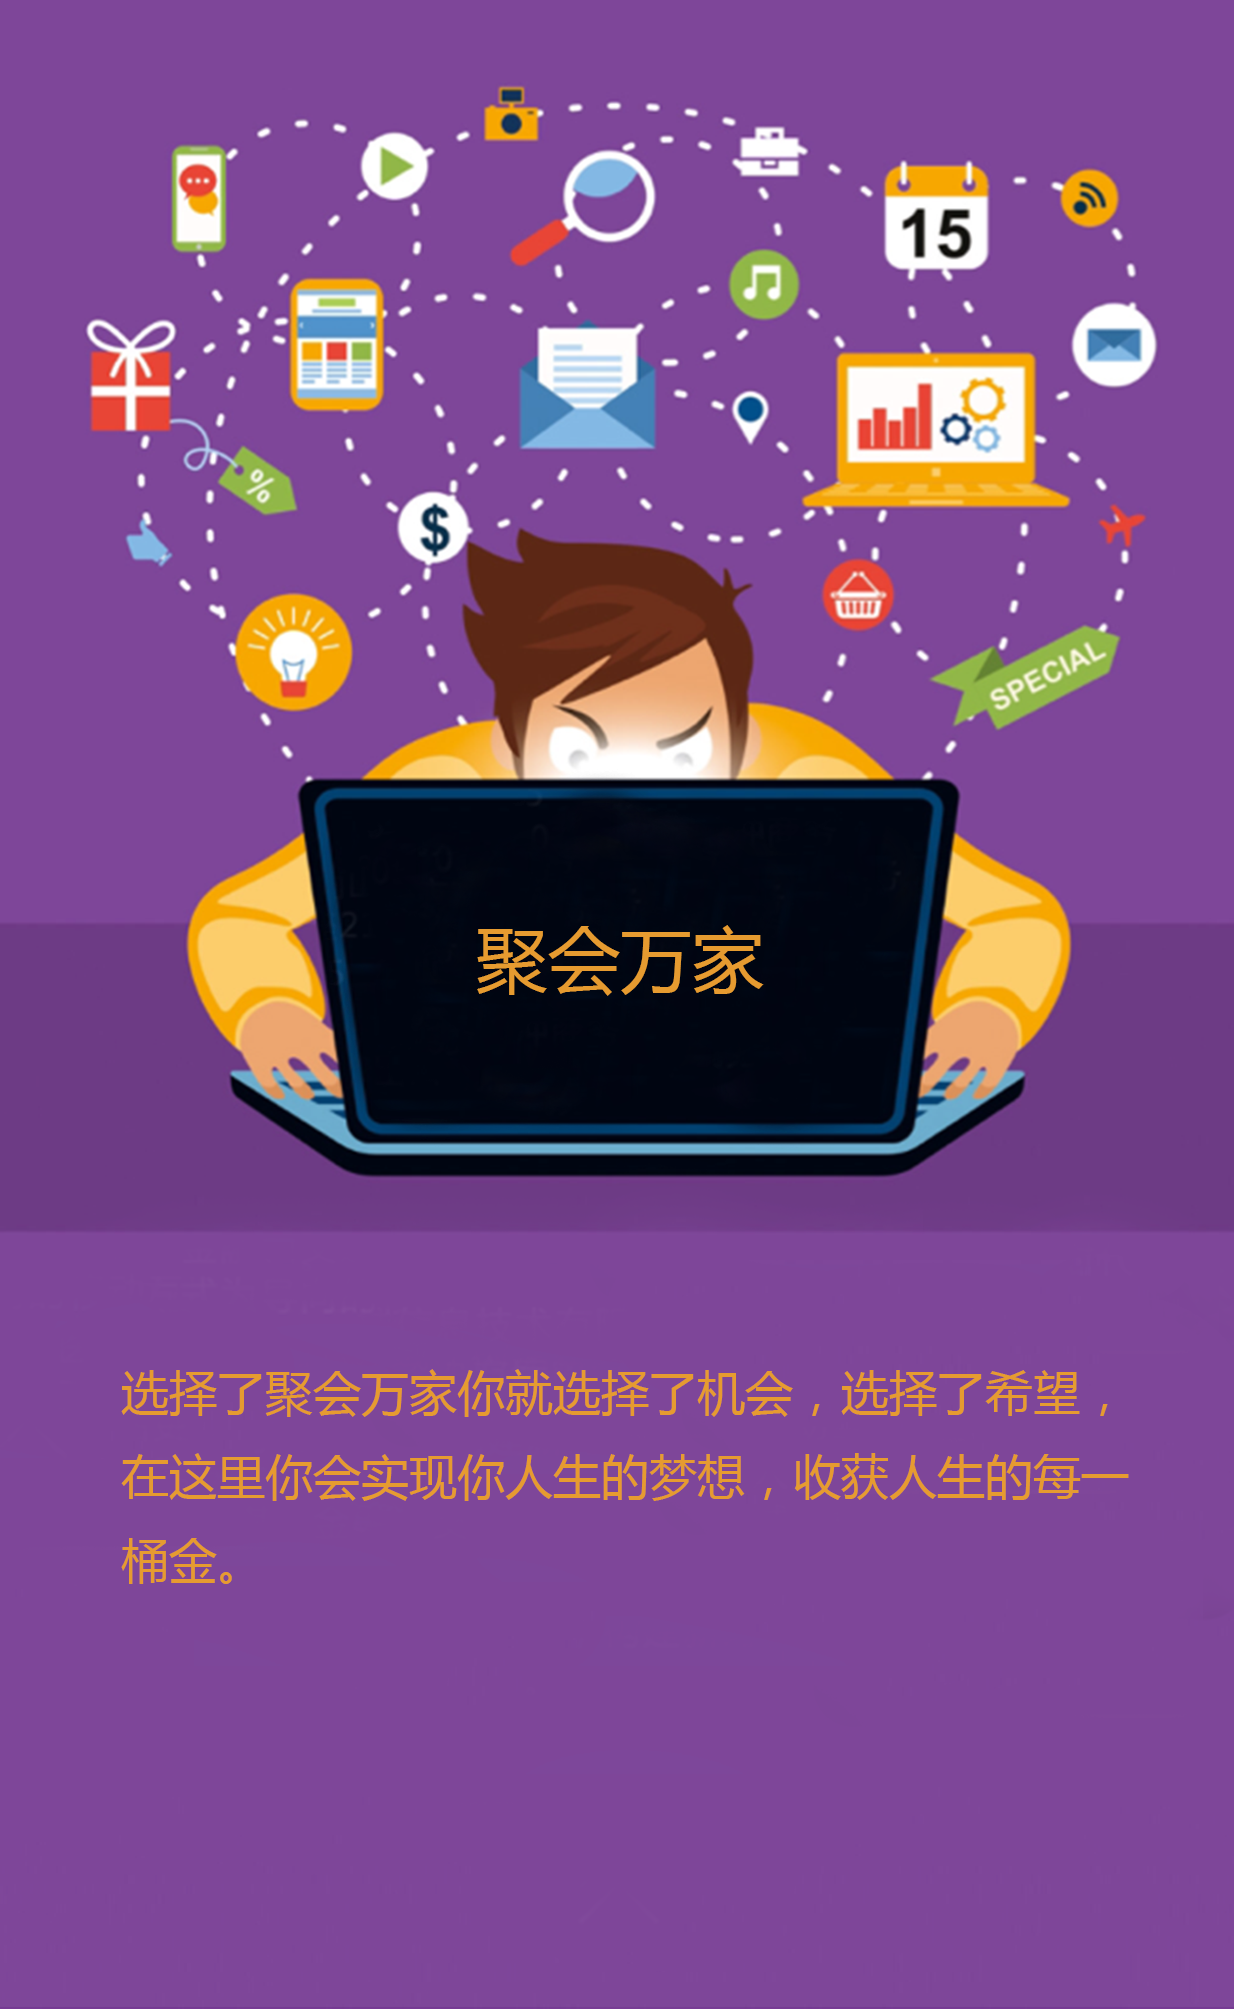 15
%
$
SPECIAL
聚会万家
选择了聚会万家你就选择了机会，选择了希望，
在这里你会实现你人生的梦想，收获人生的每一
桶金。